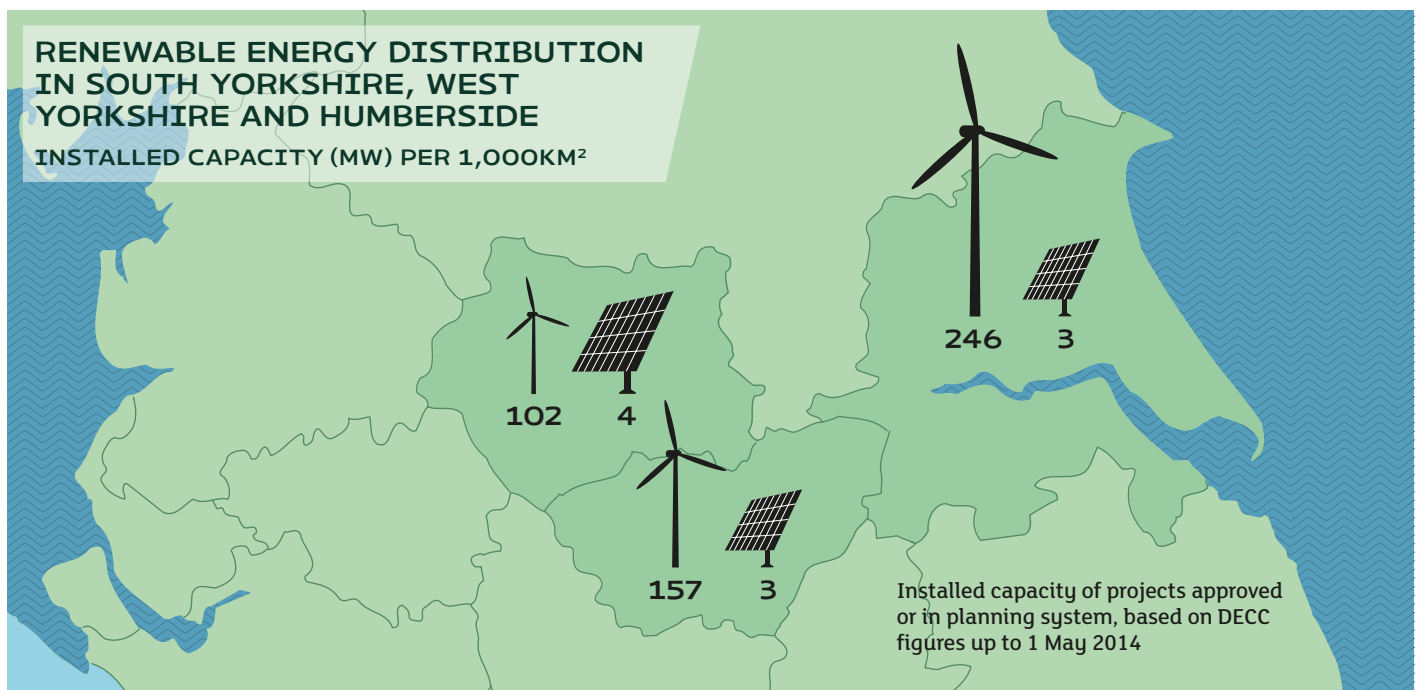 RENEWABLE ENERGY DISTRIBUTION
IN SOUTH YORKSHIRE, WEST
YORKSHIRE AND HUMBERSIDE
INSTALLED CAPACITY (MW) PER 1,000KM²
246 3
102 4
157 3
Installed capacity of projects approved
or in planning system, based on DECC
figures up to 1 May 2014